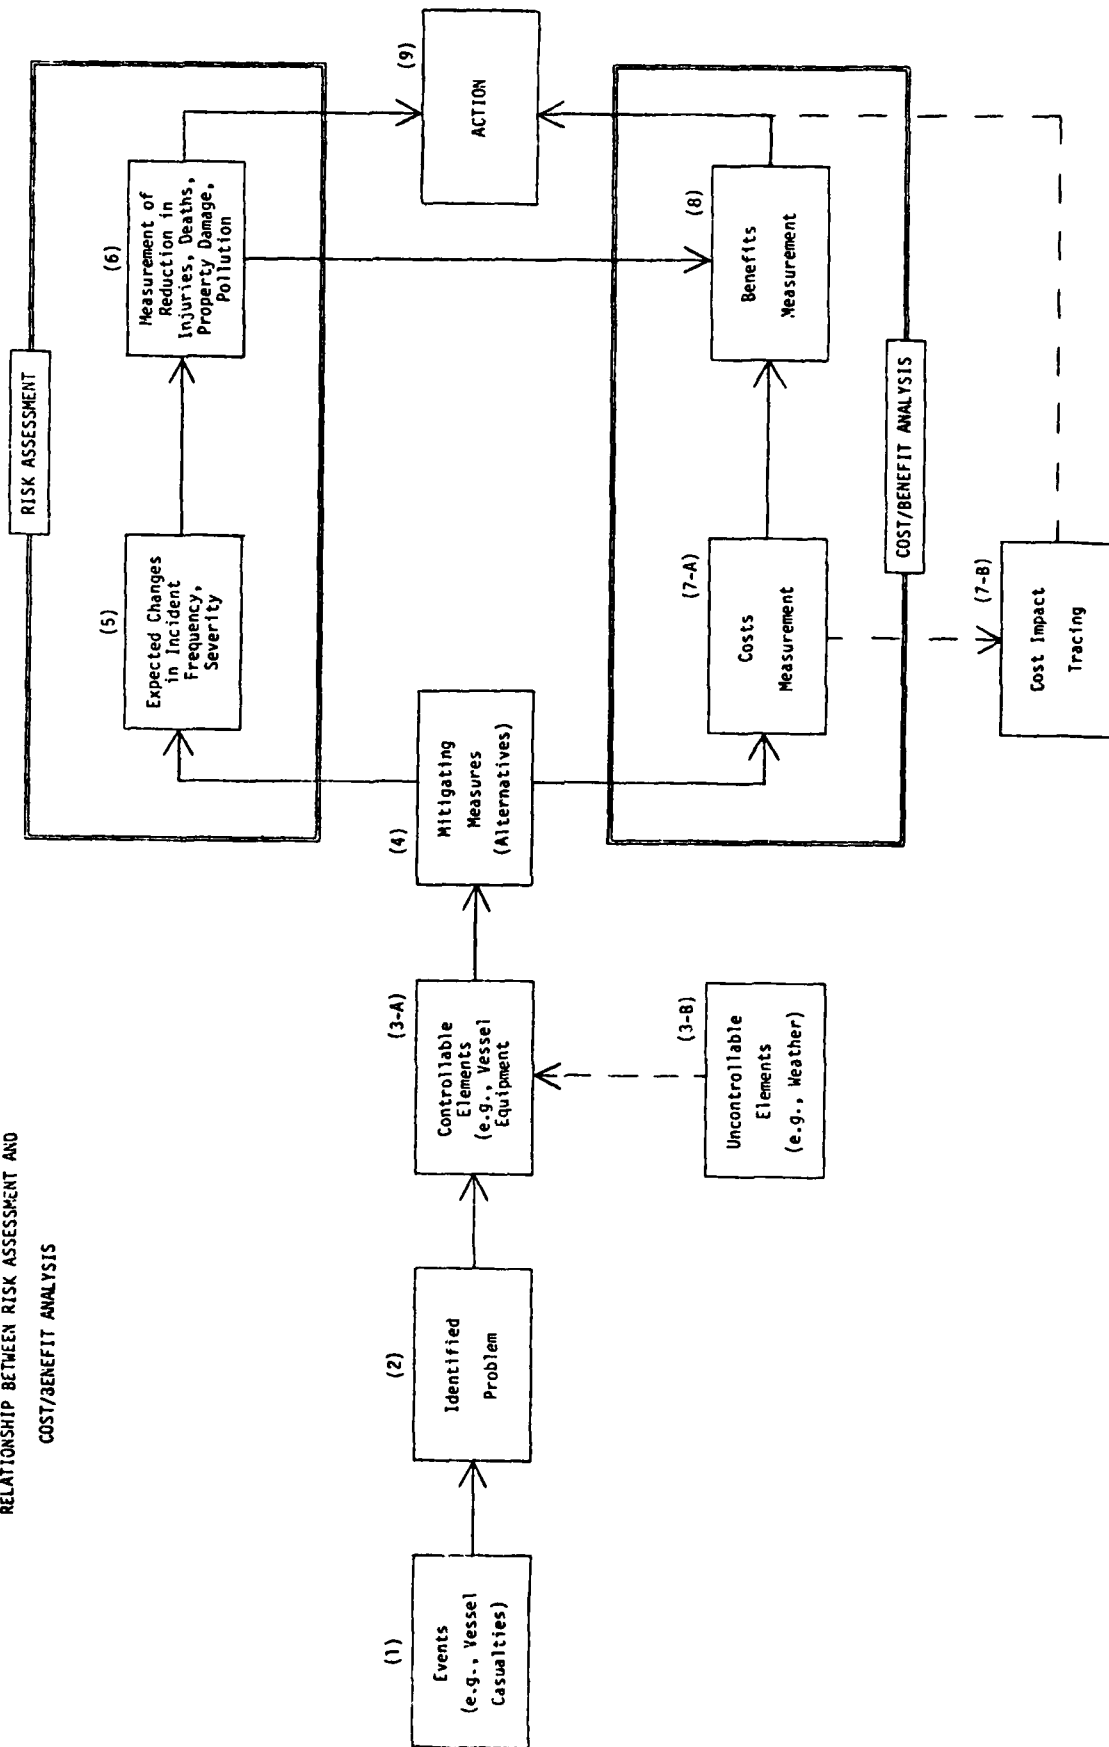 RELATIONSHIP BETWEEN RISK ASSESSMENT AND
COST/BENEFIT ANALYSIS
(1)
Events
(e.g., Vessel
Casualties)
(2)
Identified
Problem
(3-A)
Controllable
Elements
(e.g., Vessel
Equipment
(3-B)
Uncontrollable
Elements
(e.g., Weather)
(4)
Mitigating
Measures
(Alternatives)
RISK ASSESSMENT
(5)
Expected Changes
in Incident
Frequency,
Severity
(6)
Measurement of
Reduction in
Injuries, Deaths,
Property Damage,
Pollution
(7-A)
Costs
Measurement
(8)
Benefits
Measurement
COST/BENEFIT ANALYSIS
(7-B)
Cost Impact
Tracing
(9)
ACTION